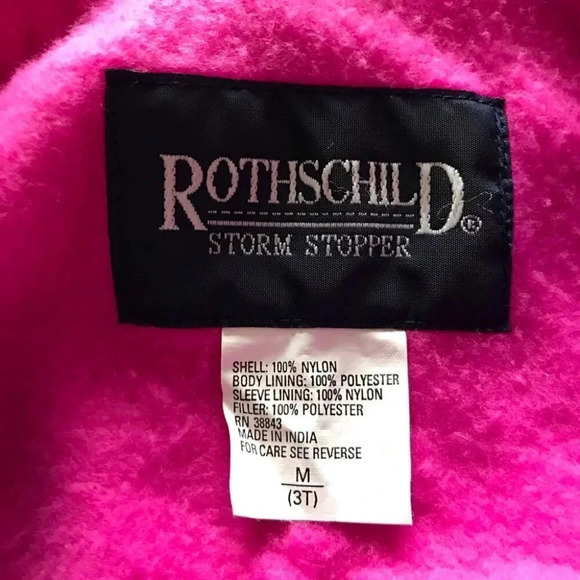 ROTHSCHILD®
STORM STOPPER
SHELL: 100% NYLON
BODY LINING: 100% POLYESTER
SLEEVE LINING: 100% NYLON
FILLER: 100% POLYESTER
RN 38843
MADE IN INDIA
FOR CARE SEE REVERSE
M
(3T)